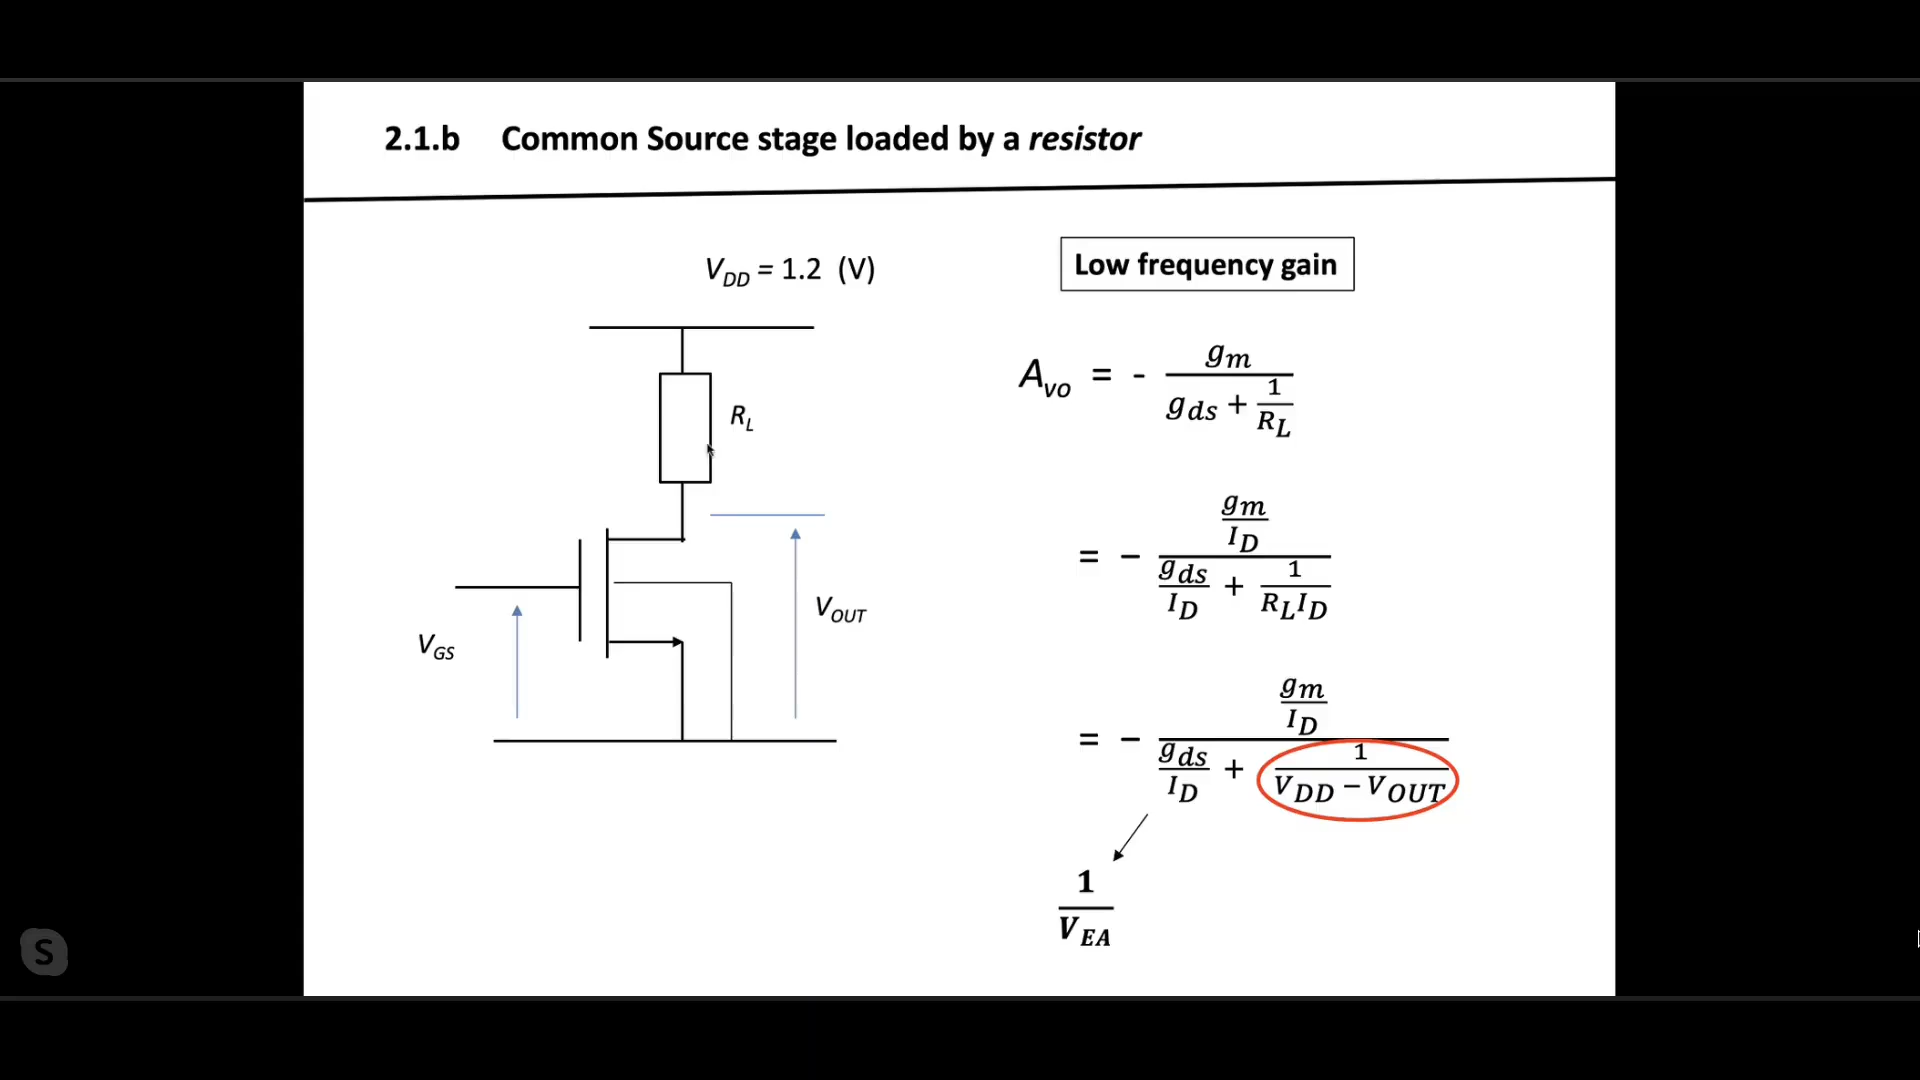 2.1.b Common Source stage loaded by a resistor
V_DD = 1.2 (V)
Low frequency gain
A_vo = - g_m / (g_ds + 1/R_L)
R_L
= − (g_m/I_D) / (g_ds/I_D + 1/(R_L I_D))
V_OUT
V_GS
= − (g_m/I_D) / (g_ds/I_D + 1/(V_DD − V_OUT))
1/V_EA
S